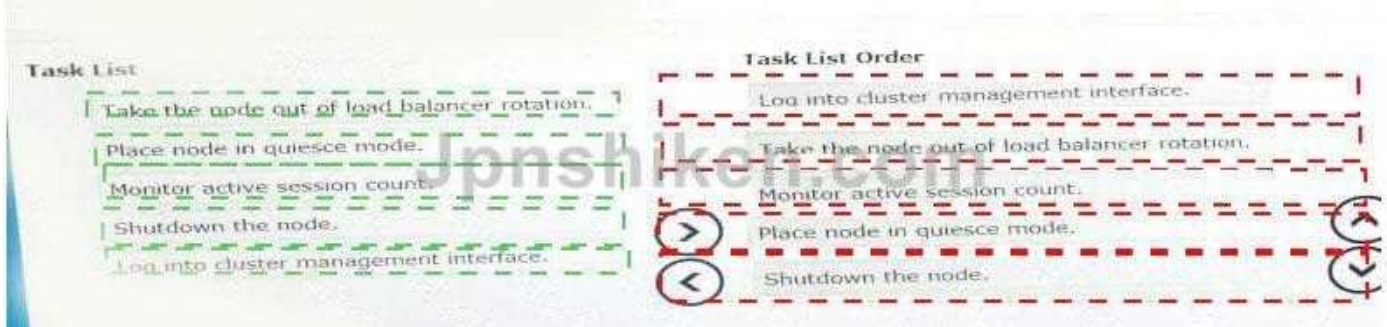 Task List
Take the node out of load balancer rotation.
Place node in quiesce mode.
Monitor active session count.
Shutdown the node.
Log into cluster management interface.
Task List Order
Log into cluster management interface.
Take the node out of load balancer rotation.
Monitor active session count.
Place node in quiesce mode.
Shutdown the node.
Jpnshiken.com